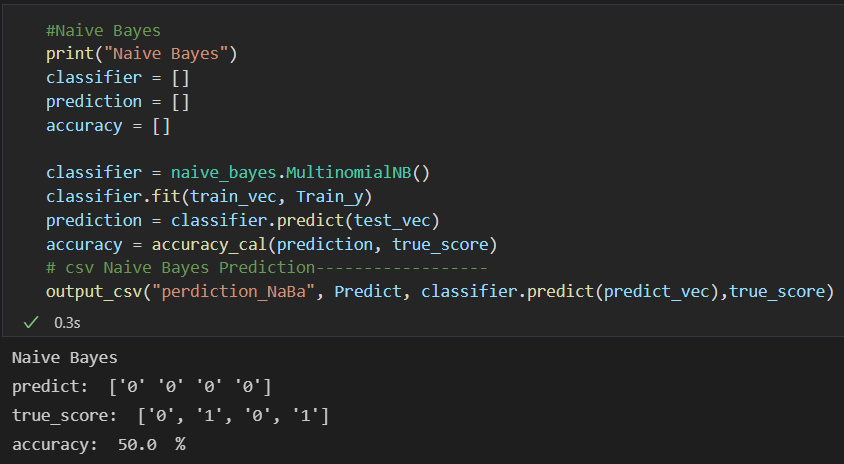 #Naive Bayes
print("Naive Bayes")
classifier = []
prediction = []
accuracy = []
classifier = naive_bayes.MultinomialNB()
classifier.fit(train_vec, Train_y)
prediction = classifier.predict(test_vec)
accuracy = accuracy_cal(prediction, true_score)
# csv Naive Bayes Prediction------------------
output_csv("perdiction_NaBa", Predict, classifier.predict(predict_vec),true_score)
✓ 0.3s
Naive Bayes
predict:  ['0' '0' '0' '0']
true_score:  ['0', '1', '0', '1']
accuracy:  50.0  %